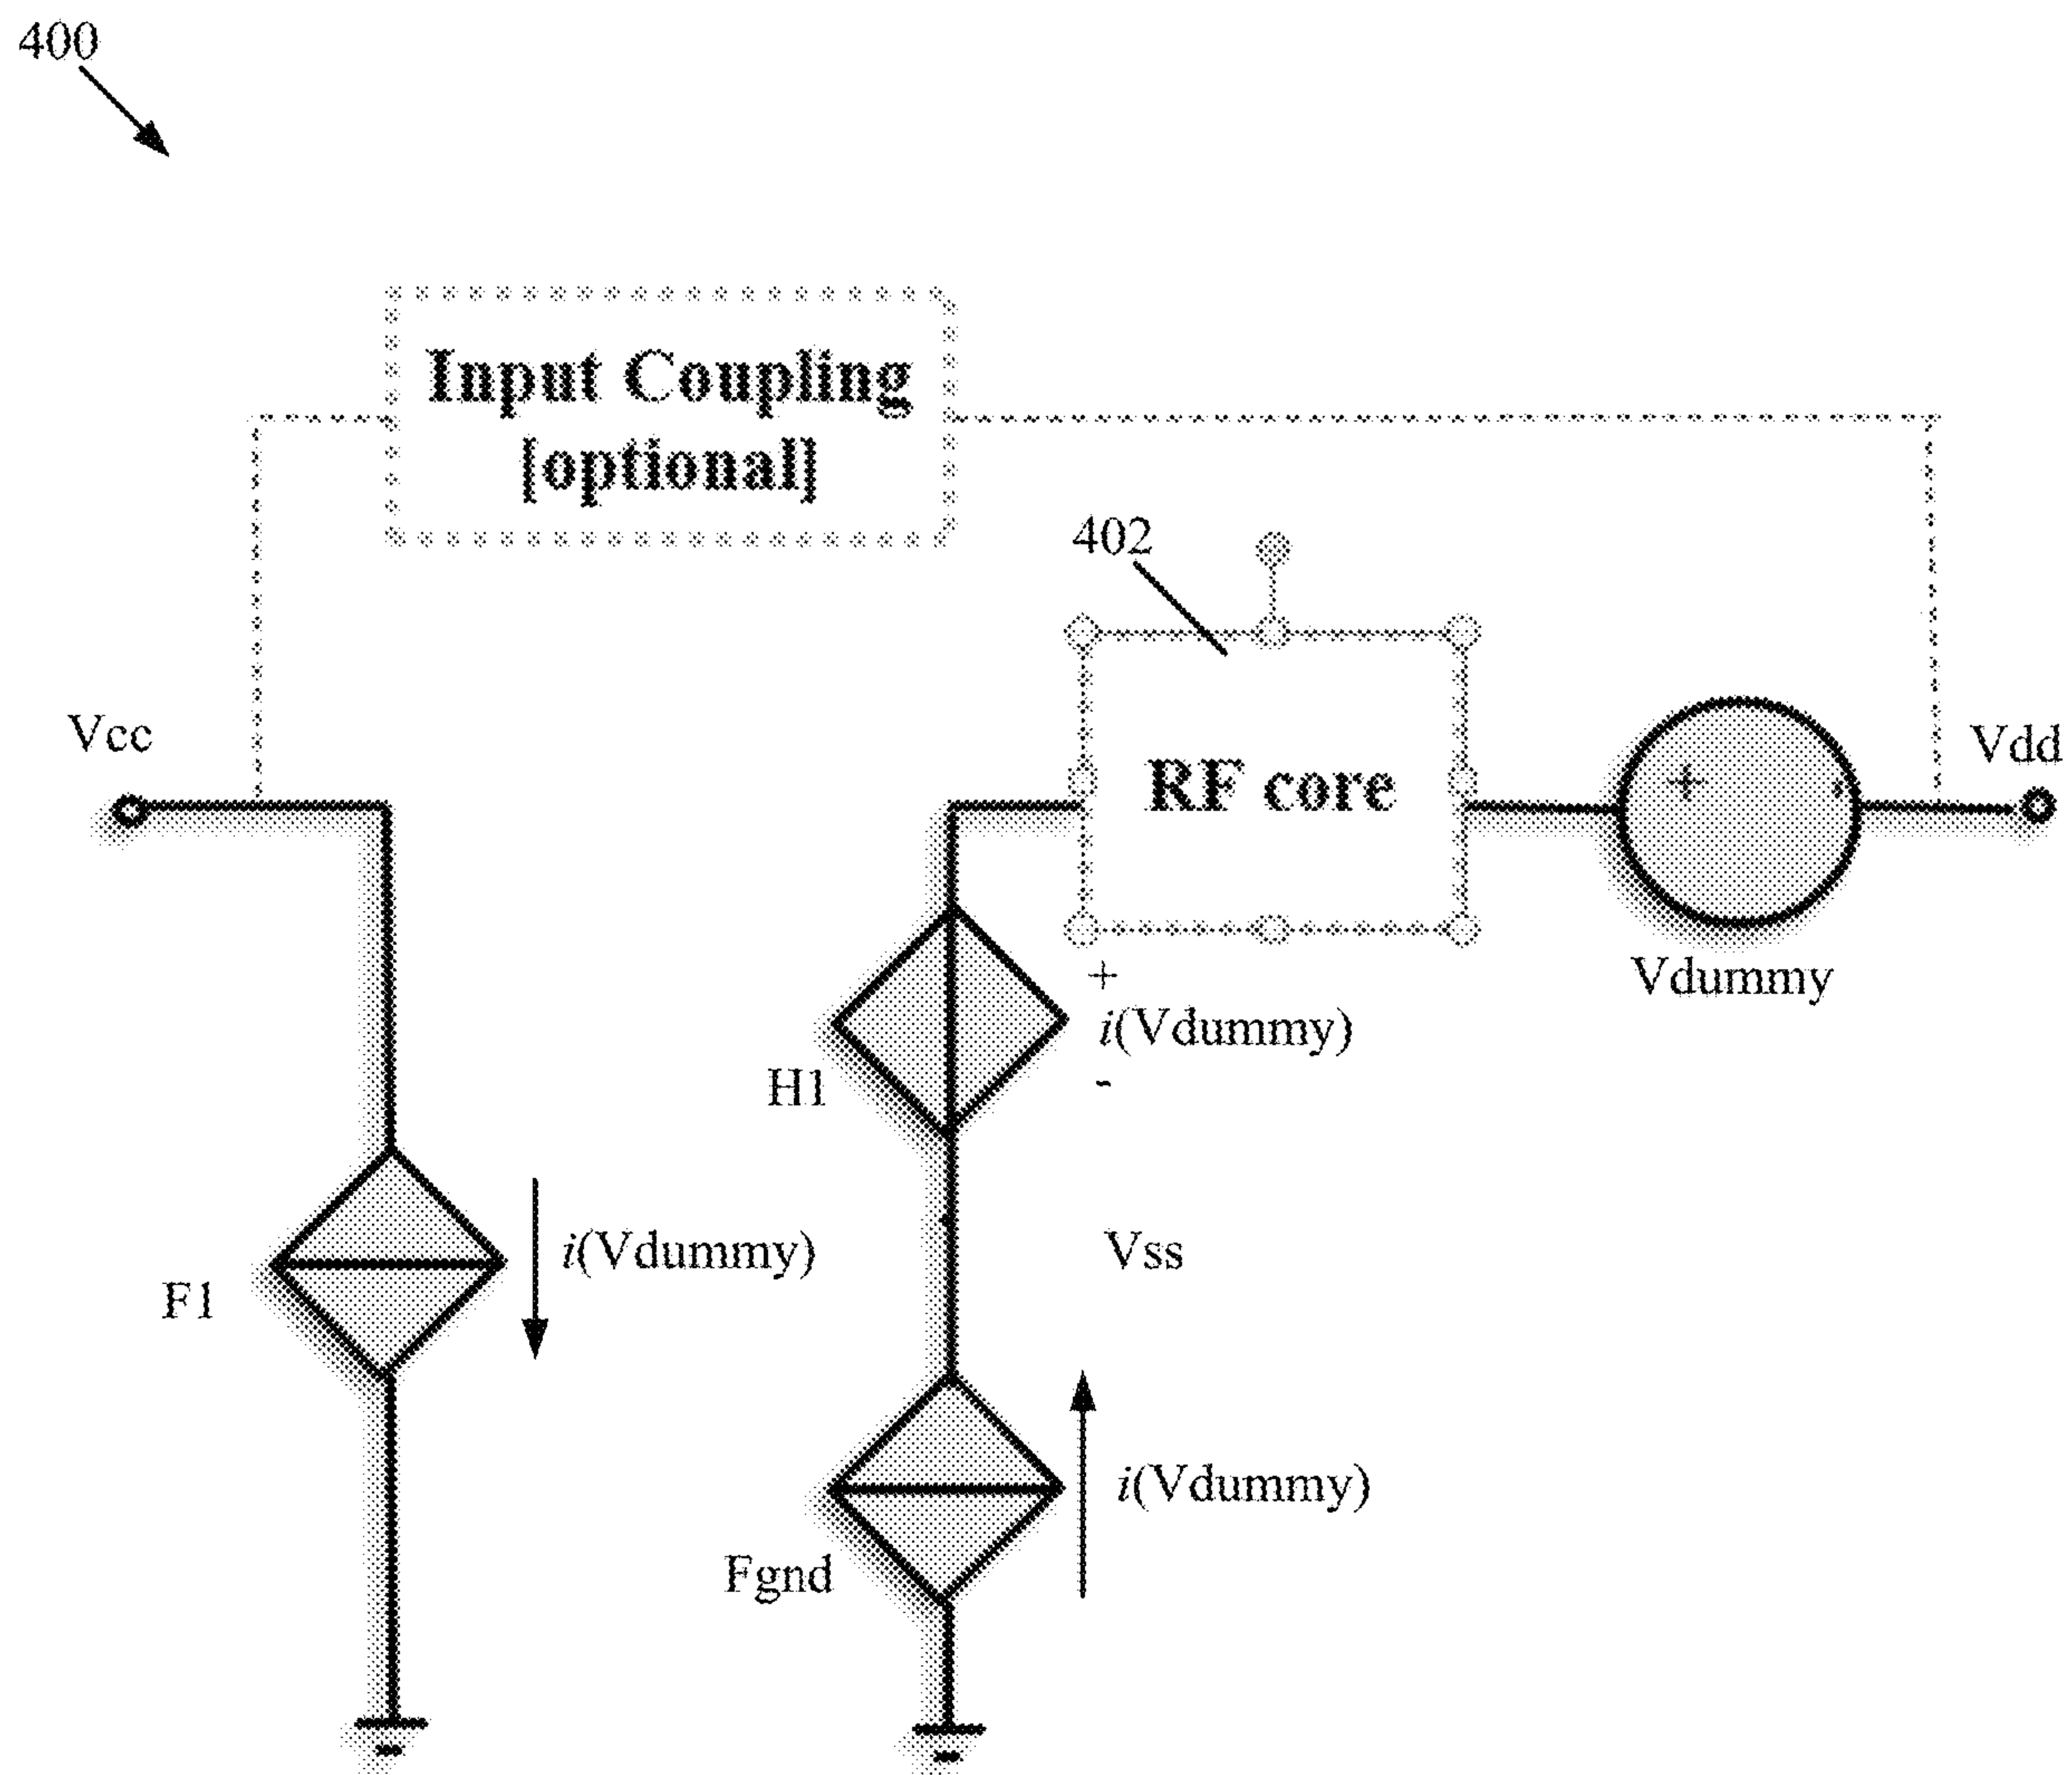 400
Input Coupling
[optional]
402
Vcc
RF core
+
-
Vdd
Vdummy
+
i(Vdummy)
-
H1
i(Vdummy)
F1
Vss
i(Vdummy)
Fgnd